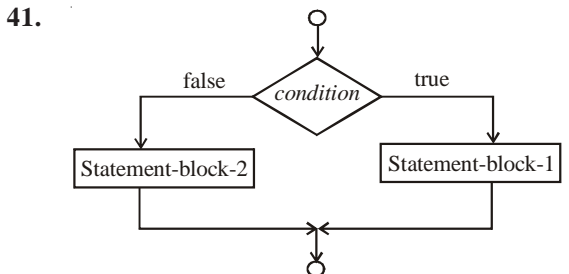 41.
false
condition
true
Statement-block-2
Statement-block-1